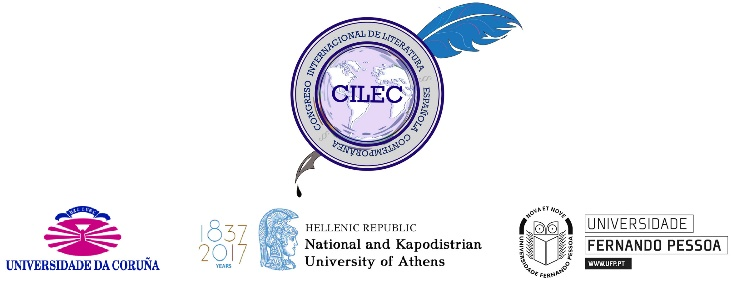 CONGRESO INTERNACIONAL DE LITERATURA
ESPAÑOLA CONTEMPORÁNEA
CILEC
UNIVERSIDADE DA CORUÑA
1837
2017
YEARS
HELLENIC REPUBLIC
National and Kapodistrian
University of Athens
NOVA ET NOVE
UNIVERSIDADE FERNANDO PESSOA
UNIVERSIDADE
FERNANDO PESSOA
WWW.UFP.PT